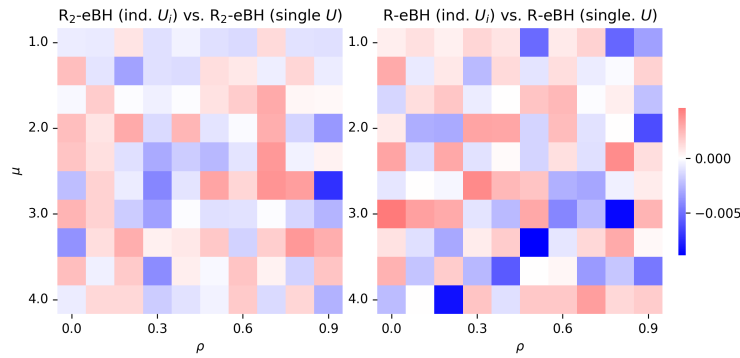 R₂-eBH (ind. Uᵢ) vs. R₂-eBH (single U)
R-eBH (ind. Uᵢ) vs. R-eBH (single. U)
1.0
2.0
3.0
4.0
μ
0.0 0.3 0.6 0.9
ρ
1.0
2.0
3.0
4.0
0.0 0.3 0.6 0.9
ρ
0.000
−0.005